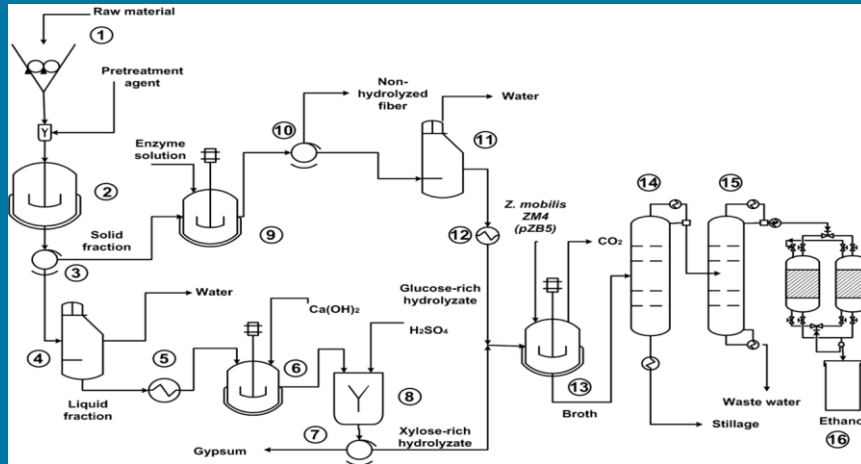 Raw material
1
Pretreatment
agent
Non-
hydrolyzed
fiber
Water
10
11
Enzyme
solution
2
Solid
fraction
9
3
12
Z. mobilis
ZM4
(pZB5)
CO₂
14
15
Water
Ca(OH)₂
Glucose-rich
hydrolyzate
H₂SO₄
4
5
6
8
13
Liquid
fraction
7
Xylose-rich
hydrolyzate
Gypsum
Broth
Stillage
Waste water
Ethano
16